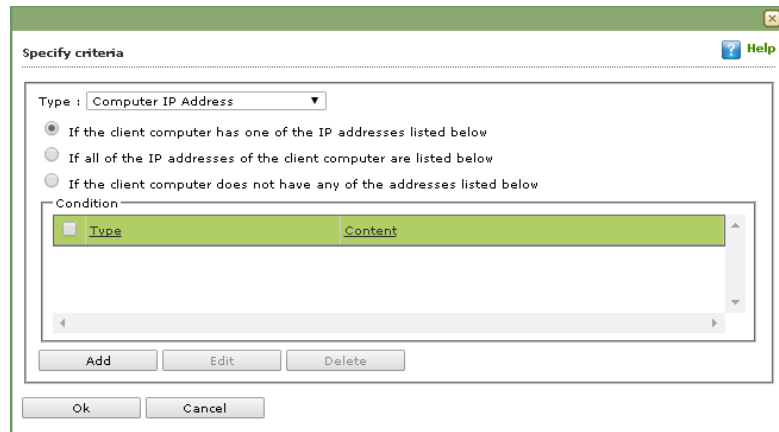 Specify criteria
Help
Type : Computer IP Address
If the client computer has one of the IP addresses listed below
If all of the IP addresses of the client computer are listed below
If the client computer does not have any of the addresses listed below
Condition
Type Content
Add Edit Delete
Ok Cancel